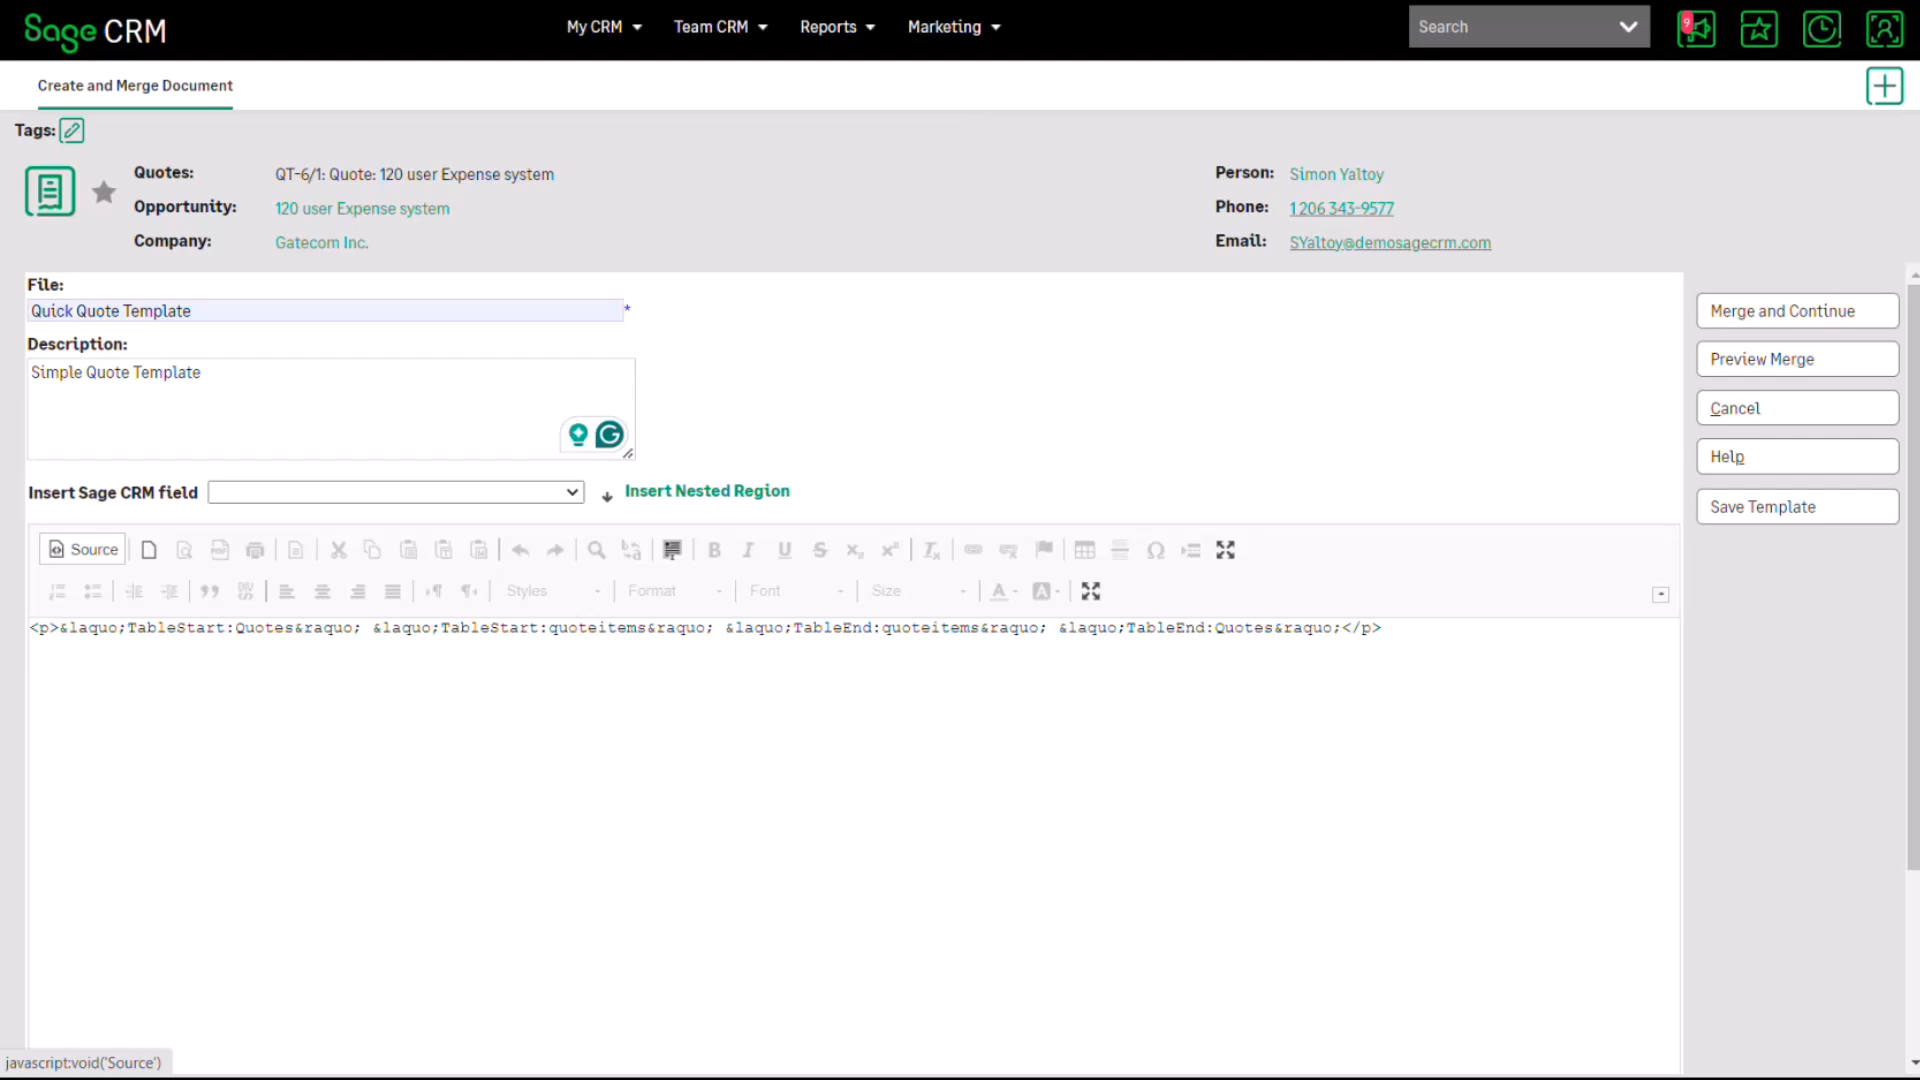 Sage CRM
My CRM
Team CRM
Reports
Marketing
Search
9
Create and Merge Document
Tags:
Quotes: QT-6/1: Quote: 120 user Expense system
Opportunity: 120 user Expense system
Company: Gatecom Inc.
Person: Simon Yaltoy
Phone: 1 206 343-9577
Email: SYaltoy@demosagecrm.com
File:
Quick Quote Template *
Description:
Simple Quote Template
Insert Sage CRM field
Insert Nested Region
Source
Styles
Format
Font
Size
<p>&laquo;TableStart:Quotes&raquo; &laquo;TableStart:quoteitems&raquo; &laquo;TableEnd:quoteitems&raquo; &laquo;TableEnd:Quotes&raquo;</p>
Merge and Continue
Preview Merge
Cancel
Help
Save Template
javascript:void('Source')